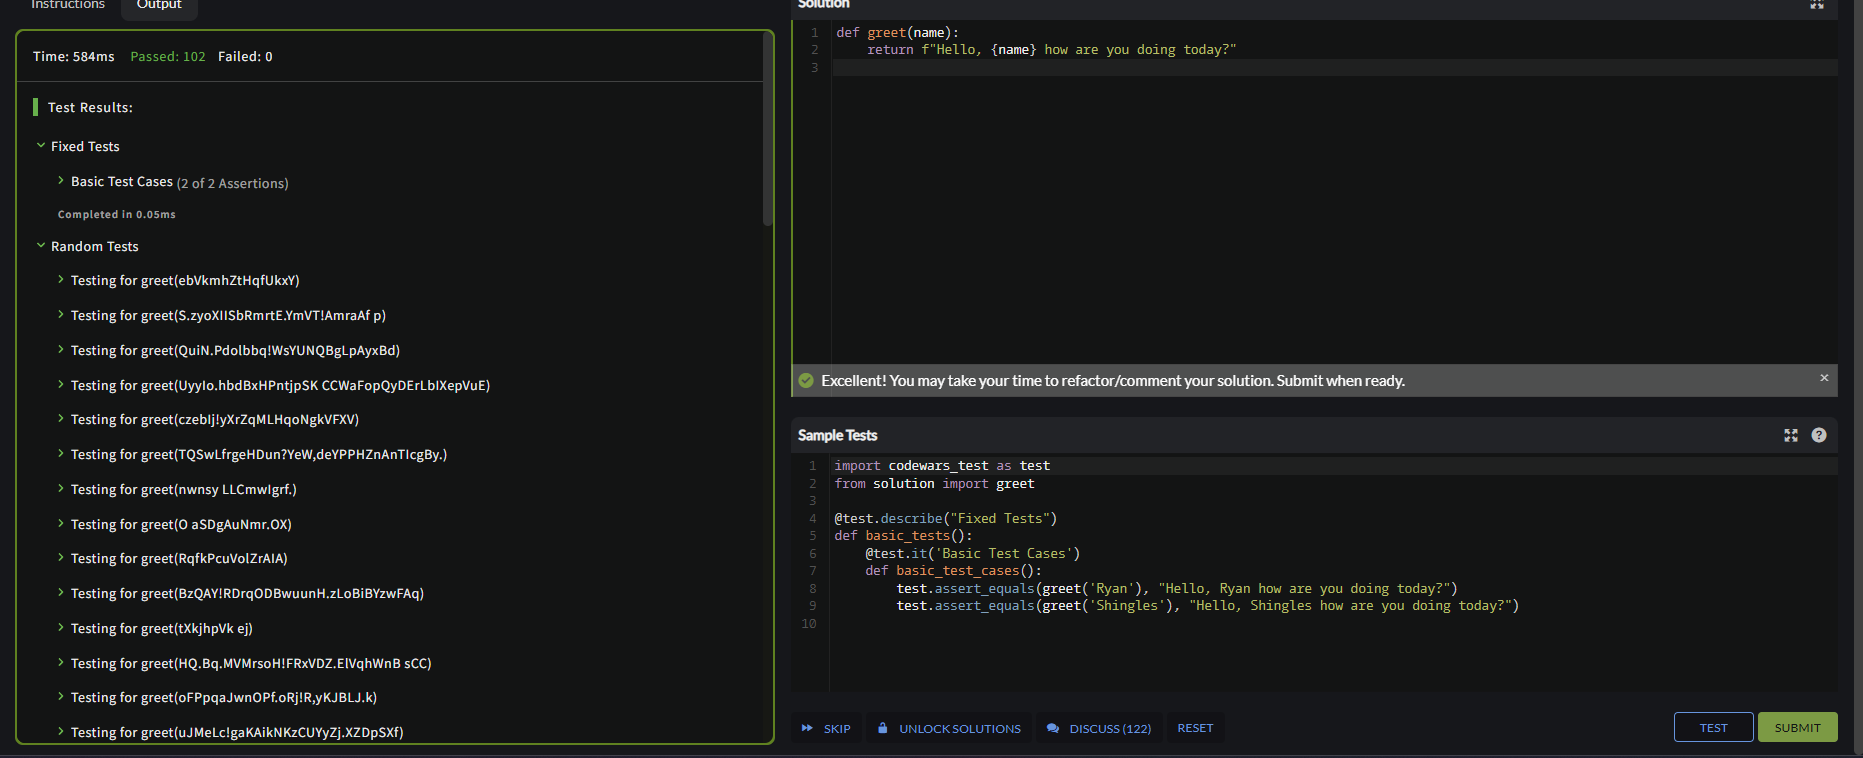 Instructions
Output
Time: 584ms Passed: 102 Failed: 0
Test Results:
Fixed Tests
Basic Test Cases (2 of 2 Assertions)
Completed in 0.05ms
Random Tests
Testing for greet(ebVkmhZtHqfUkxY)
Testing for greet(S.zyoXIISbRmrtE.YmVT!AmraAf p)
Testing for greet(QuiN.Pdolbbq!WsYUNQBgLpAyxBd)
Testing for greet(UyyIo.hbdBxHPntjpSK CCWaFopQyDErLbIXepVuE)
Testing for greet(czebIj!yXrZqMLHqoNgkVFXV)
Testing for greet(TQSwLfrgeHDun?YeW,deYPPHZnAnTIcgBy.)
Testing for greet(nwnsy LLCmwIgrf.)
Testing for greet(O aSDgAuNmr.OX)
Testing for greet(RqfkPcuVolZrAIA)
Testing for greet(BzQAY!RDrqODBwuunH.zLoBiBYzwFAq)
Testing for greet(tXkjhpVk ej)
Testing for greet(HQ.Bq.MVMrsoH!FRxVDZ.ElVqhWnB sCC)
Testing for greet(oFPpqaJwnOPf.oRj!R,yKJBLJ.k)
Testing for greet(uJMeLc!gaKAikNKzCUYyZj.XZDpSXf)
Solution
1 def greet(name):
2     return f"Hello, {name} how are you doing today?"
3
Excellent! You may take your time to refactor/comment your solution. Submit when ready.
Sample Tests
1 import codewars_test as test
2 from solution import greet
3
4 @test.describe("Fixed Tests")
5 def basic_tests():
6     @test.it('Basic Test Cases')
7     def basic_test_cases():
8         test.assert_equals(greet('Ryan'), "Hello, Ryan how are you doing today?")
9         test.assert_equals(greet('Shingles'), "Hello, Shingles how are you doing today?")
10
SKIP
UNLOCK SOLUTIONS
DISCUSS (122)
RESET
TEST
SUBMIT